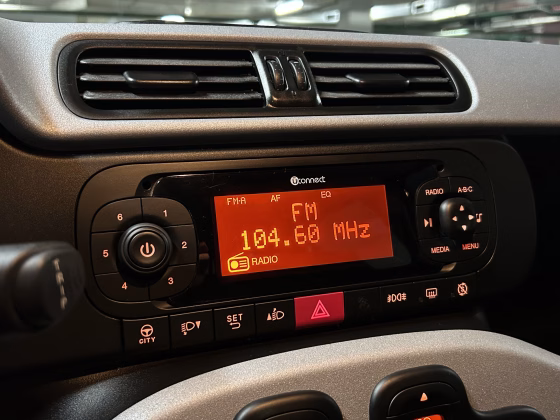 uconnect
FM-R AF EQ
FM
104.60 MHz
RADIO
6 1
5 2
4 3
RADIO A-B-C
MEDIA MENU
CITY
SET